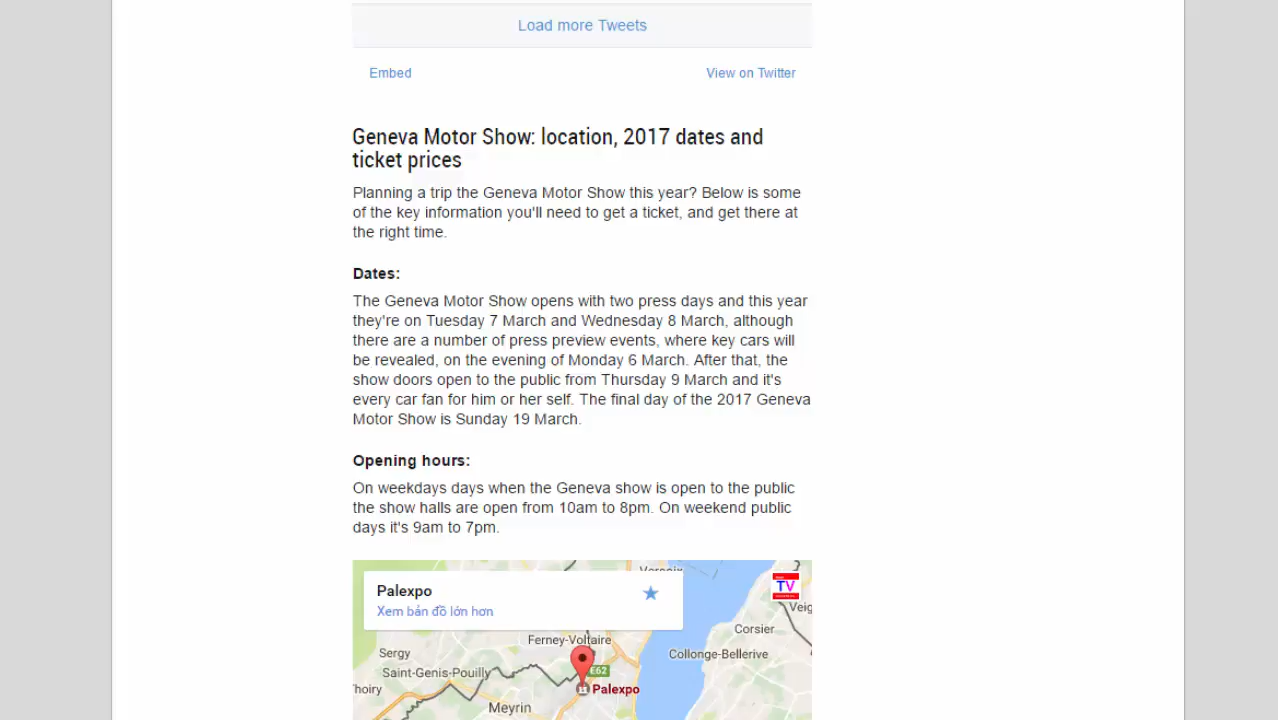 Load more Tweets
Embed
View on Twitter
Geneva Motor Show: location, 2017 dates and
ticket prices
Planning a trip the Geneva Motor Show this year? Below is some
of the key information you'll need to get a ticket, and get there at
the right time.
Dates:
The Geneva Motor Show opens with two press days and this year
they're on Tuesday 7 March and Wednesday 8 March, although
there are a number of press preview events, where key cars will
be revealed, on the evening of Monday 6 March. After that, the
show doors open to the public from Thursday 9 March and it's
every car fan for him or her self. The final day of the 2017 Geneva
Motor Show is Sunday 19 March.
Opening hours:
On weekdays days when the Geneva show is open to the public
the show halls are open from 10am to 8pm. On weekend public
days it's 9am to 7pm.
Palexpo
Xem bản đồ lớn hơn
TV
Veig
Corsier
Ferney-Voltaire
Collonge-Bellerive
Sergy
E62
Saint-Genis-Pouilly
Thoiry
Palexpo
Meyrin